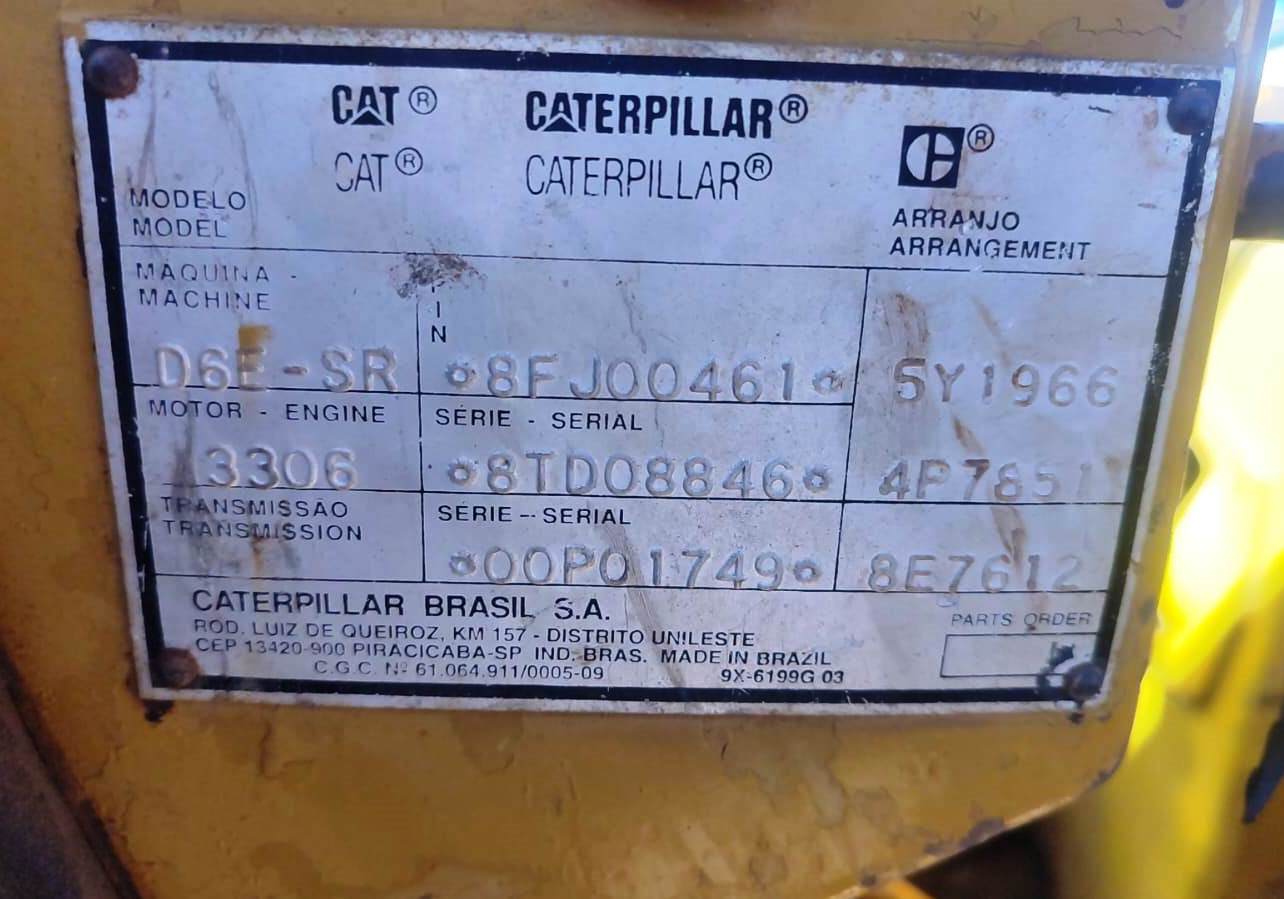 CAT® CATERPILLAR®
CAT® CATERPILLAR® ®
MODELO
MODEL
ARRANJO
ARRANGEMENT
MÁQUINA -
MACHINE
IN
D6E-SR *8FJ00461* 5Y1966
MOTOR - ENGINE SÉRIE - SERIAL
3306 *8TD08846* 4P7851
TRANSMISSÃO
TRANSMISSION
SÉRIE - SERIAL
*00P01749* 8E7612
CATERPILLAR BRASIL S.A.
ROD. LUIZ DE QUEIROZ, KM 157 - DISTRITO UNILESTE
CEP 13420-900 PIRACICABA-SP IND. BRAS. MADE IN BRAZIL
C.G.C. Nº 61.064.911/0005-09 9X-6199G 03
PARTS ORDER